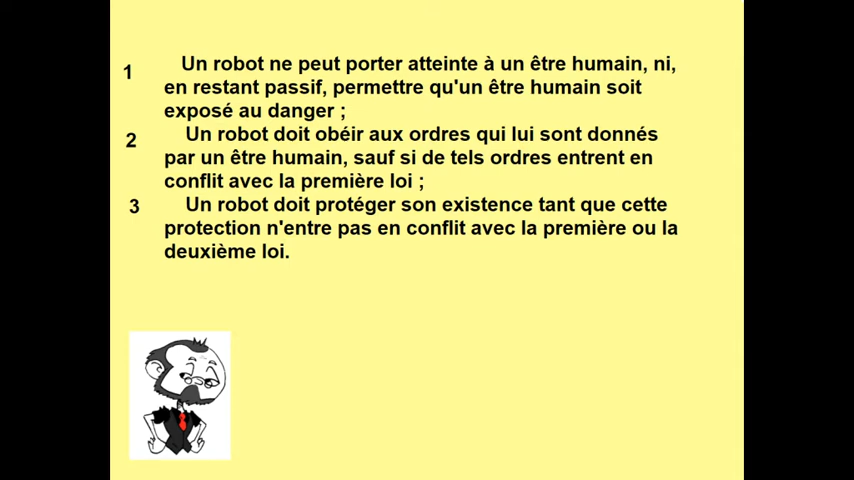 1 Un robot ne peut porter atteinte à un être humain, ni,
en restant passif, permettre qu'un être humain soit
exposé au danger ;
2 Un robot doit obéir aux ordres qui lui sont donnés
par un être humain, sauf si de tels ordres entrent en
conflit avec la première loi ;
3 Un robot doit protéger son existence tant que cette
protection n'entre pas en conflit avec la première ou la
deuxième loi.